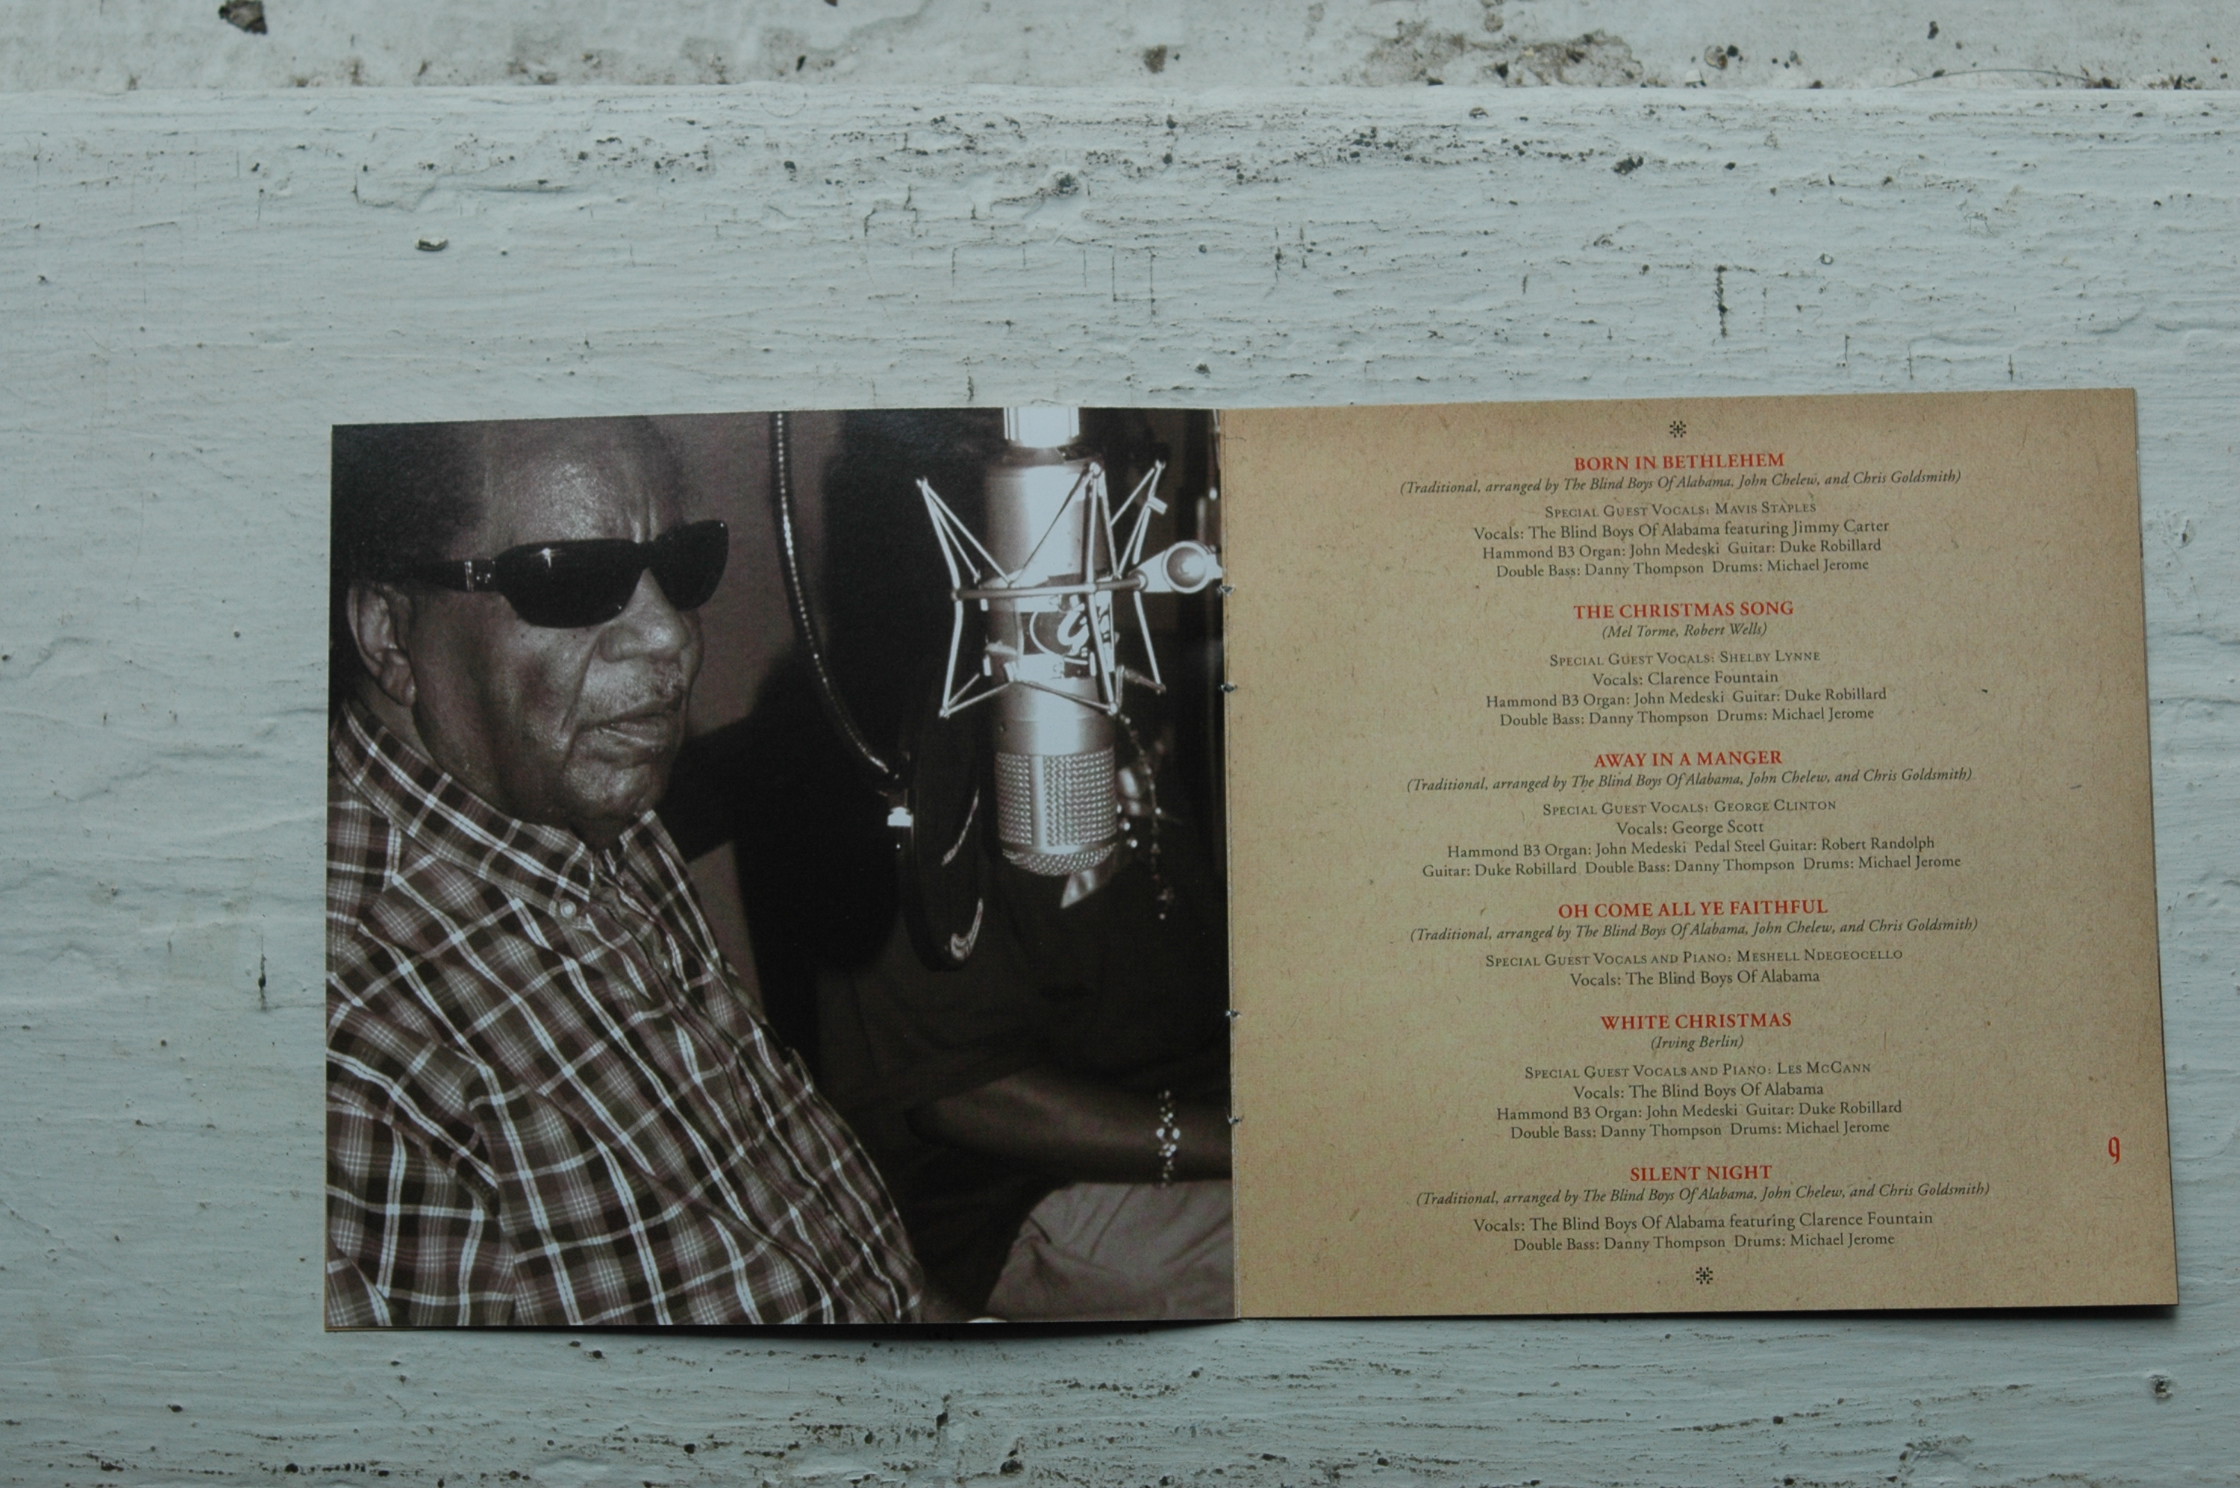 BORN IN BETHLEHEM
(Traditional, arranged by The Blind Boys Of Alabama, John Chelew, and Chris Goldsmith)
SPECIAL GUEST VOCALS: MAVIS STAPLES
Vocals: The Blind Boys Of Alabama featuring Jimmy Carter
Hammond B3 Organ: John Medeski Guitar: Duke Robillard
Double Bass: Danny Thompson Drums: Michael Jerome
THE CHRISTMAS SONG
(Mel Torme, Robert Wells)
SPECIAL GUEST VOCALS: SHELBY LYNNE
Vocals: Clarence Fountain
Hammond B3 Organ: John Medeski Guitar: Duke Robillard
Double Bass: Danny Thompson Drums: Michael Jerome
AWAY IN A MANGER
(Traditional, arranged by The Blind Boys Of Alabama, John Chelew, and Chris Goldsmith)
SPECIAL GUEST VOCALS: GEORGE CLINTON
Vocals: George Scott
Hammond B3 Organ: John Medeski Pedal Steel Guitar: Robert Randolph
Guitar: Duke Robillard Double Bass: Danny Thompson Drums: Michael Jerome
OH COME ALL YE FAITHFUL
(Traditional, arranged by The Blind Boys Of Alabama, John Chelew, and Chris Goldsmith)
SPECIAL GUEST VOCALS AND PIANO: MESHELL NDEGEOCELLO
Vocals: The Blind Boys Of Alabama
WHITE CHRISTMAS
(Irving Berlin)
SPECIAL GUEST VOCALS AND PIANO: LES MCCANN
Vocals: The Blind Boys Of Alabama
Hammond B3 Organ: John Medeski Guitar: Duke Robillard
Double Bass: Danny Thompson Drums: Michael Jerome
9
SILENT NIGHT
(Traditional, arranged by The Blind Boys Of Alabama, John Chelew, and Chris Goldsmith)
Vocals: The Blind Boys Of Alabama featuring Clarence Fountain
Double Bass: Danny Thompson Drums: Michael Jerome